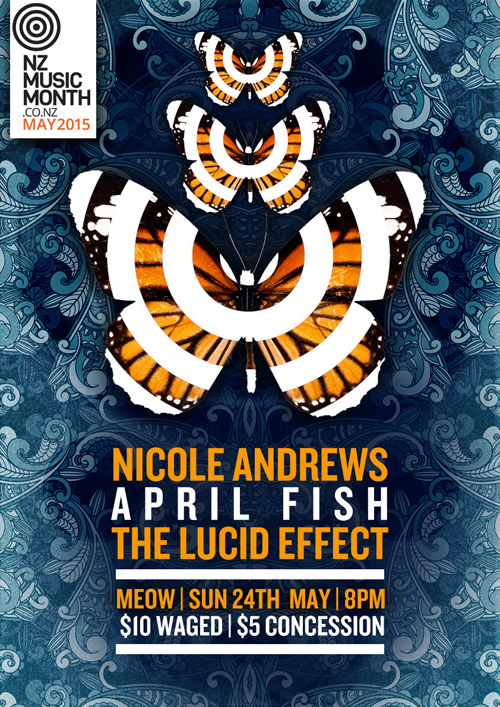 NZ
MUSIC
MONTH
.CO.NZ
MAY2015
NICOLE ANDREWS
APRIL FISH
THE LUCID EFFECT
MEOW | SUN 24TH MAY | 8PM
$10 WAGED | $5 CONCESSION